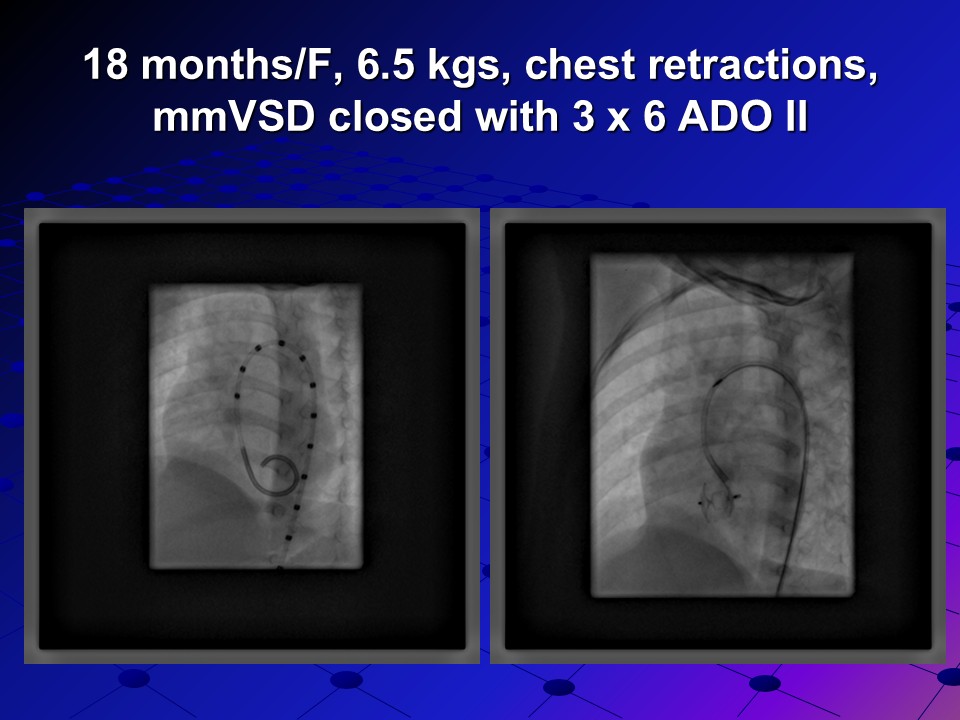 18 months/F, 6.5 kgs, chest retractions,
mmVSD closed with 3 x 6 ADO II